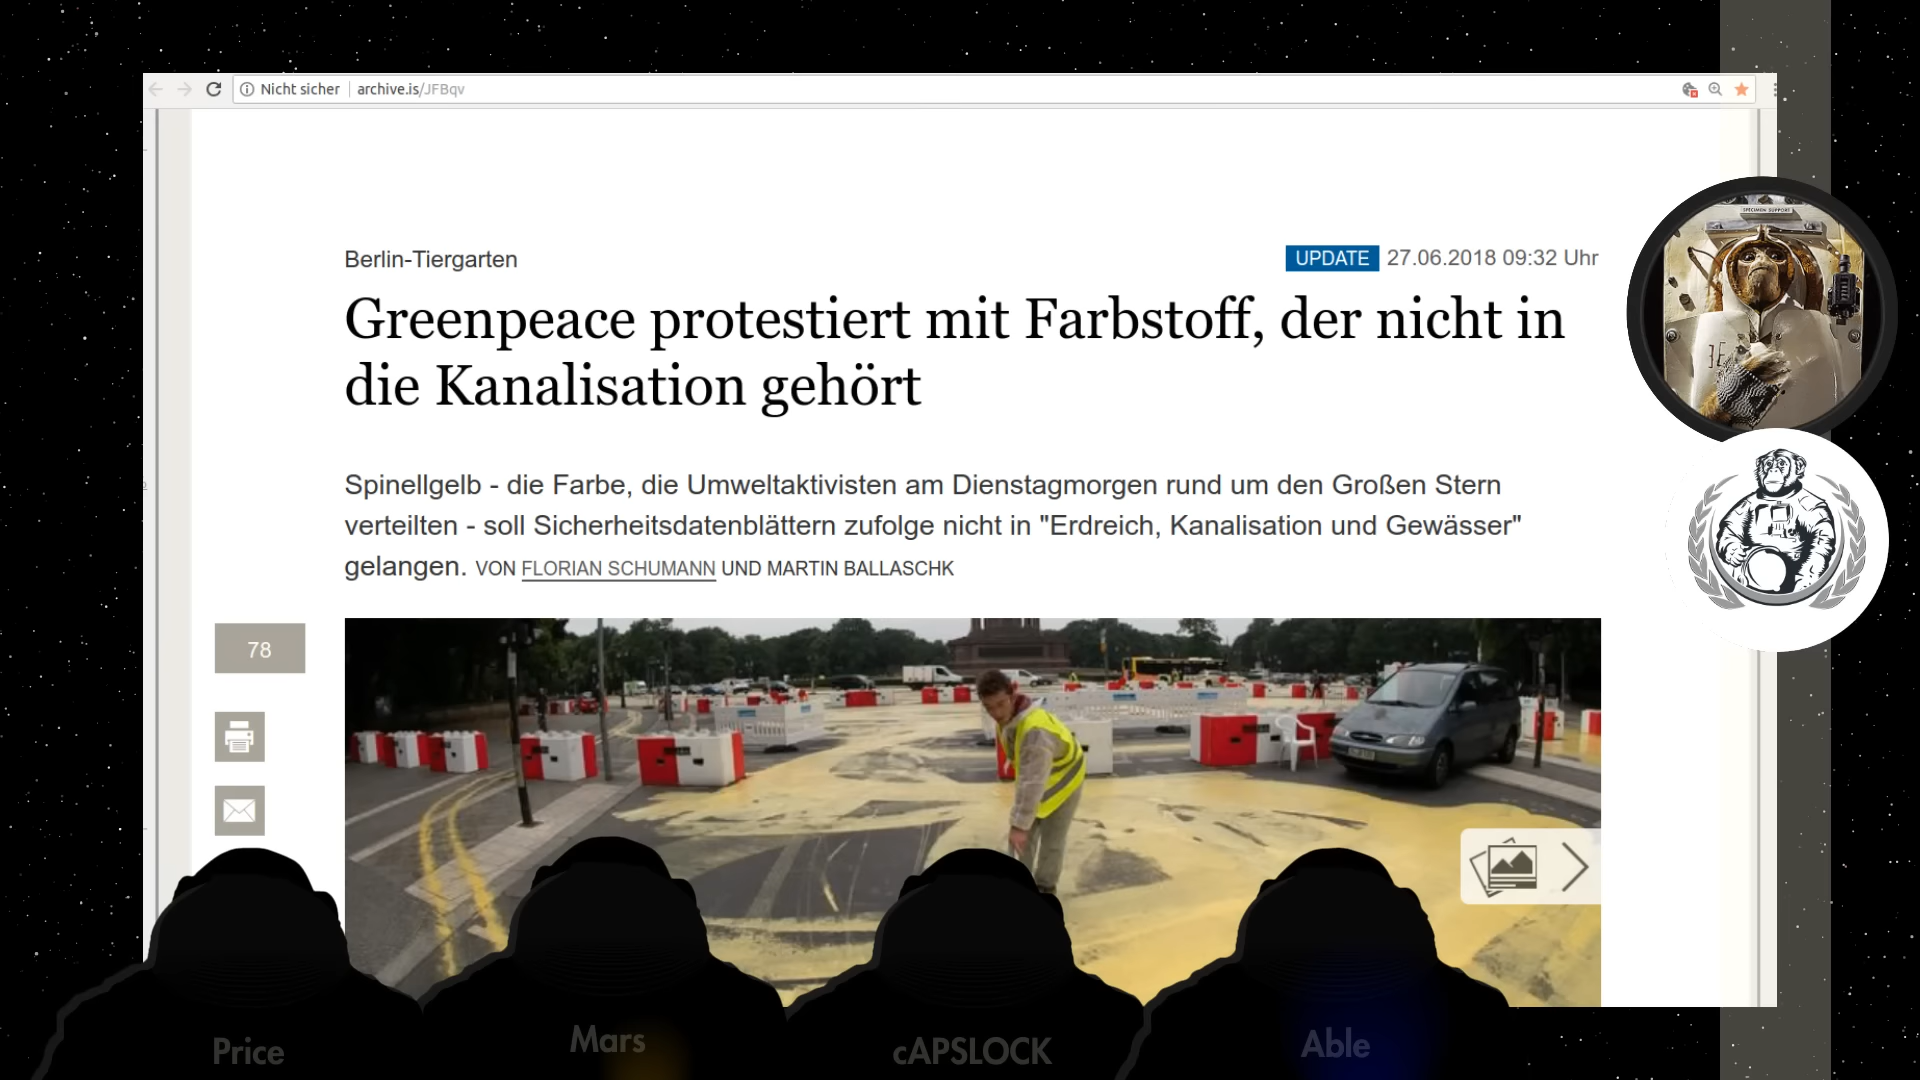 Nicht sicher archive.is/JFBqv
Berlin-Tiergarten
UPDATE 27.06.2018 09:32 Uhr
Greenpeace protestiert mit Farbstoff, der nicht in
die Kanalisation gehört
Spinellgelb - die Farbe, die Umweltaktivisten am Dienstagmorgen rund um den Großen Stern
verteilten - soll Sicherheitsdatenblättern zufolge nicht in "Erdreich, Kanalisation und Gewässer"
gelangen. VON FLORIAN SCHUMANN UND MARTIN BALLASCHK
78
SPECIMEN SUPPORT
Price
Mars
cAPSLOCK
Able